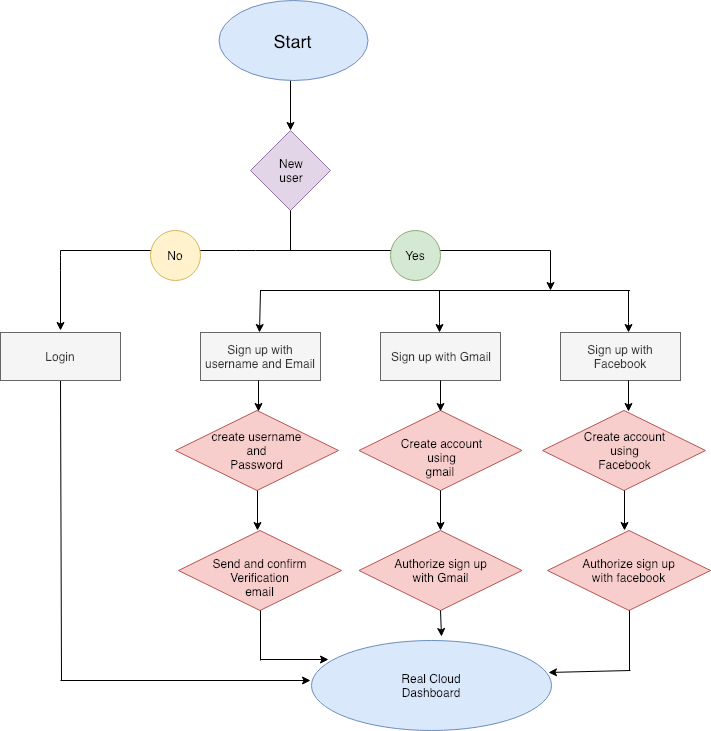 Start
New
user
No
Yes
Login
Sign up with
username and Email
Sign up with Gmail
Sign up with
Facebook
create username
and
Password
Create account
using
gmail
Create account
using
Facebook
Send and confirm
Verification
email
Authorize sign up
with Gmail
Authorize sign up
with facebook
Real Cloud
Dashboard